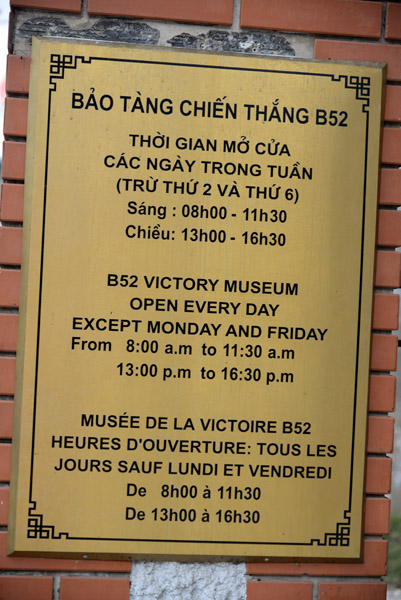 BẢO TÀNG CHIẾN THẮNG B52
THỜI GIAN MỞ CỬA
CÁC NGÀY TRONG TUẦN
(TRỪ THỨ 2 VÀ THỨ 6)
Sáng : 08h00 - 11h30
Chiều: 13h00 - 16h30
B52 VICTORY MUSEUM
OPEN EVERY DAY
EXCEPT MONDAY AND FRIDAY
From 8:00 a.m to 11:30 a.m
13:00 p.m to 16:30 p.m
MUSÉE DE LA VICTOIRE B52
HEURES D'OUVERTURE: TOUS LES
JOURS SAUF LUNDI ET VENDREDI
De 8h00 à 11h30
De 13h00 à 16h30